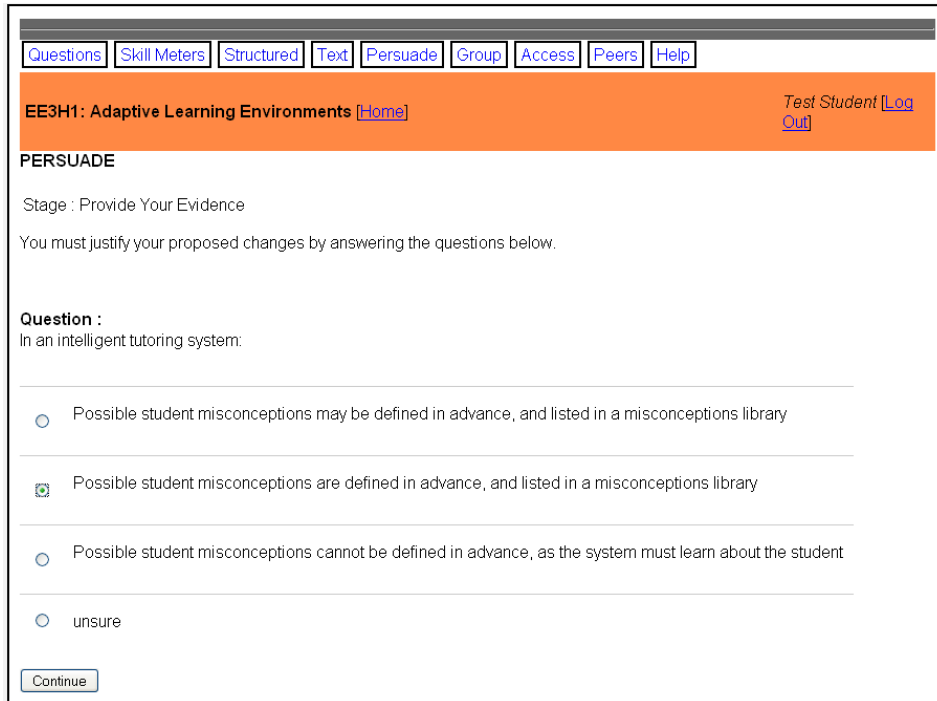 Questions Skill Meters Structured Text Persuade Group Access Peers Help
EE3H1: Adaptive Learning Environments [Home]
Test Student [Log
Out]
PERSUADE
Stage : Provide Your Evidence
You must justify your proposed changes by answering the questions below.
Question :
In an intelligent tutoring system:
Possible student misconceptions may be defined in advance, and listed in a misconceptions library
Possible student misconceptions are defined in advance, and listed in a misconceptions library
Possible student misconceptions cannot be defined in advance, as the system must learn about the student
unsure
Continue